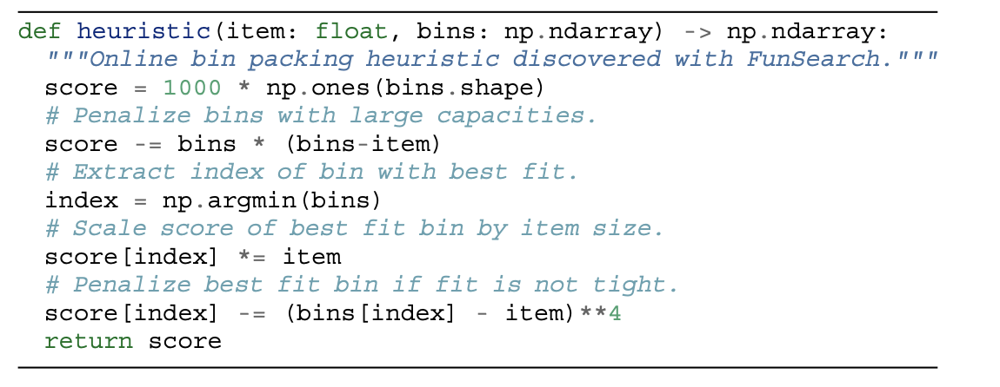 def heuristic(item: float, bins: np.ndarray) -> np.ndarray:
"""Online bin packing heuristic discovered with FunSearch."""
score = 1000 * np.ones(bins.shape)
# Penalize bins with large capacities.
score -= bins * (bins-item)
# Extract index of bin with best fit.
index = np.argmin(bins)
# Scale score of best fit bin by item size.
score[index] *= item
# Penalize best fit bin if fit is not tight.
score[index] -= (bins[index] - item)**4
return score